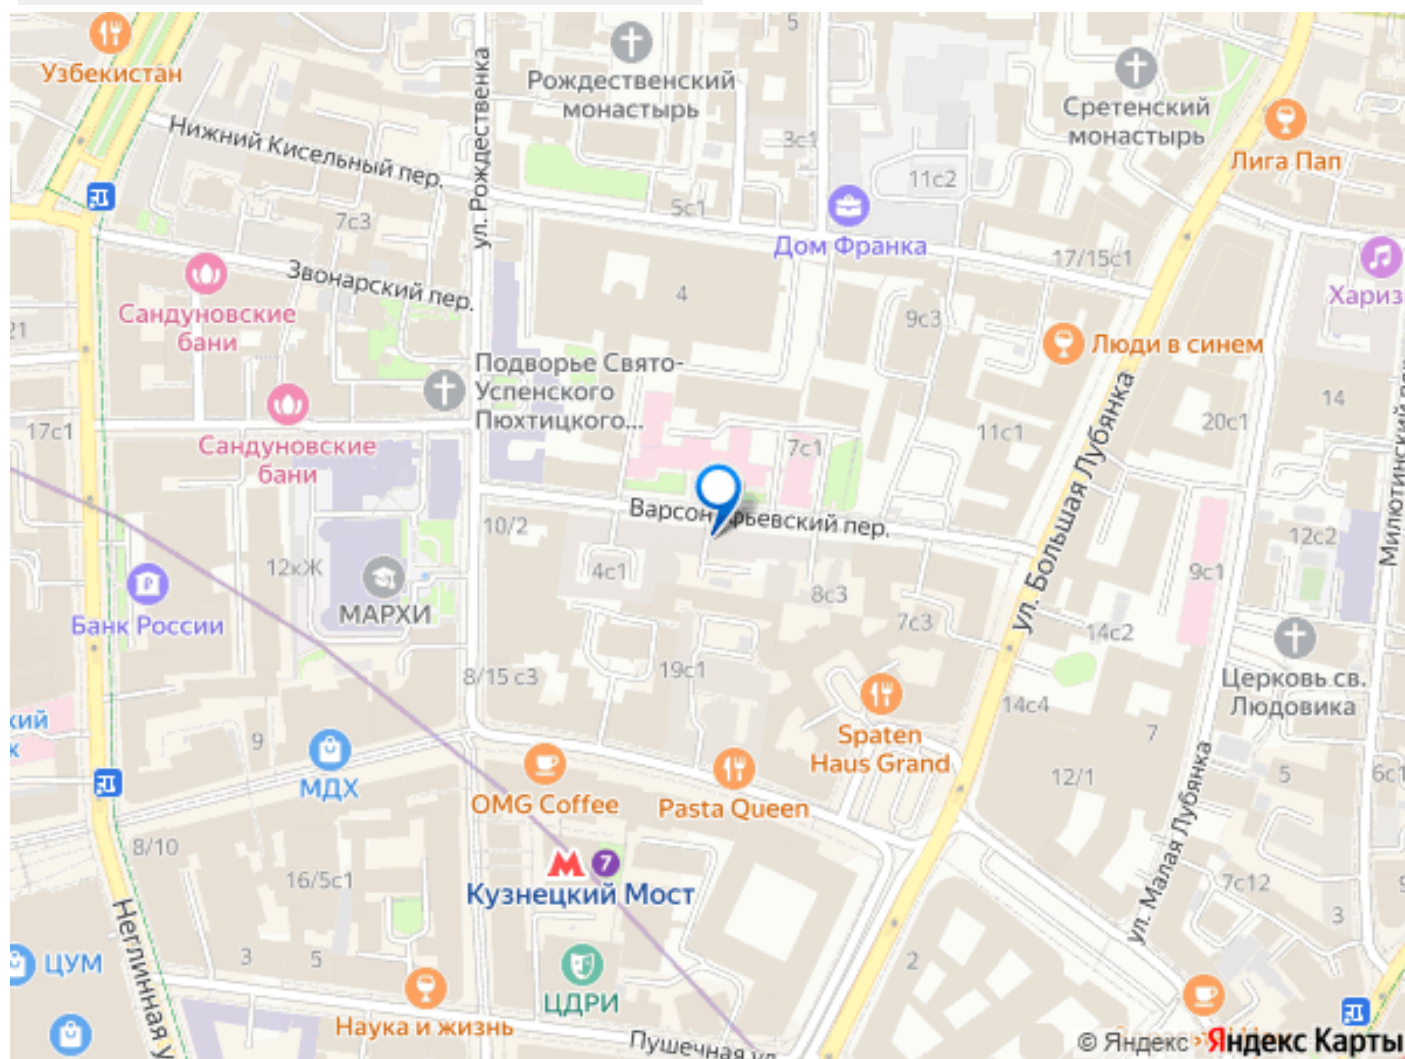 5
Узбекистан
Рождественский
монастырь
Сретенский
монастырь
Лига Пап
Нижний Кисельный пер.
ул. Рождественка
3с1
11с2
5с1
7с3
Дом Франка
17/15с1
Хариз
Звонарский пер.
Сандуновские
бани
4
9с3
21
Люди в синем
Подворье Свято-
Успенского
Пюхтицкого...
14
20с1
17с1
Сандуновские
бани
7с1
11с1
ул. Большая Лубянка
Милютинский
10/2
12с2
12кЖ
4с1
8с3
9с1
МАРХИ
Банк России
7с3
14с2
8/15 с3
19с1
Церковь св.
Людовика
14с4
кий
к
9
7
Spaten
Haus Grand
МДХ
OMG Coffee
Pasta Queen
12/1
5
6с1
ул. Малая Лубянка
8/10
16/5с1
7
Кузнецкий Мост
7с12
3
Неглинная у
ЦУМ
3
5
2
ЦДРИ
Наука и жизнь
Пушечная ул.
© Яндекс
Яндекс Карты